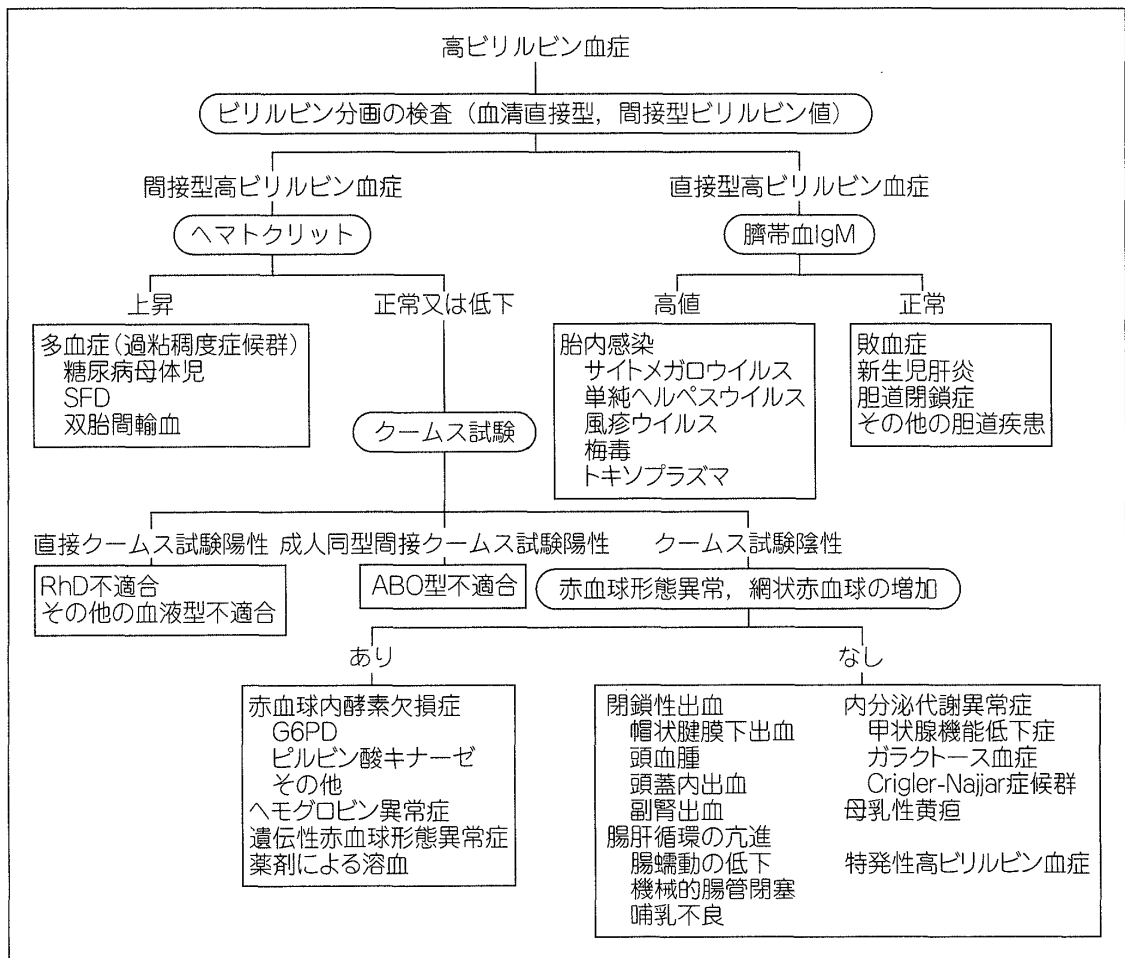 高ビリルビン血症
ビリルビン分画の検査（血清直接型，間接型ビリルビン値）
間接型高ビリルビン血症
直接型高ビリルビン血症
ヘマトクリット
臍帯血IgM
上昇
正常又は低下
高値
正常
多血症（過粘稠度症候群）
糖尿病母体児
SFD
双胎間輸血
胎内感染
サイトメガロウイルス
単純ヘルペスウイルス
風疹ウイルス
梅毒
トキソプラズマ
敗血症
新生児肝炎
胆道閉鎖症
その他の胆道疾患
クームス試験
直接クームス試験陽性
成人同型間接クームス試験陽性
クームス試験陰性
RhD不適合
その他の血液型不適合
ABO型不適合
赤血球形態異常，網状赤血球の増加
あり
なし
赤血球内酵素欠損症
G6PD
ピルビン酸キナーゼ
その他
ヘモグロビン異常症
遺伝性赤血球形態異常症
薬剤による溶血
閉鎖性出血
帽状腱膜下出血
頭血腫
頭蓋内出血
副腎出血
腸肝循環の亢進
腸蠕動の低下
機械的腸管閉塞
哺乳不良
内分泌代謝異常症
甲状腺機能低下症
ガラクトース血症
Crigler-Najjar症候群
母乳性黄疸
特発性高ビリルビン血症